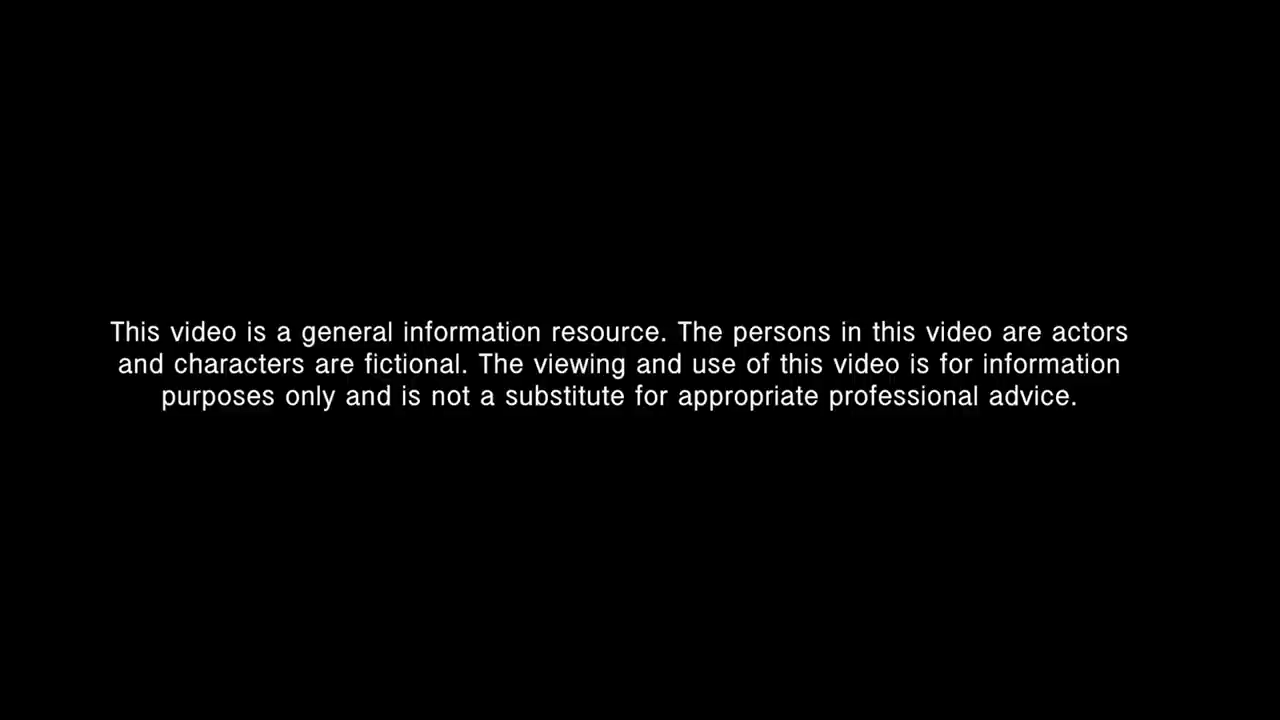 This video is a general information resource. The persons in this video are actors
and characters are fictional. The viewing and use of this video is for information
purposes only and is not a substitute for appropriate professional advice.